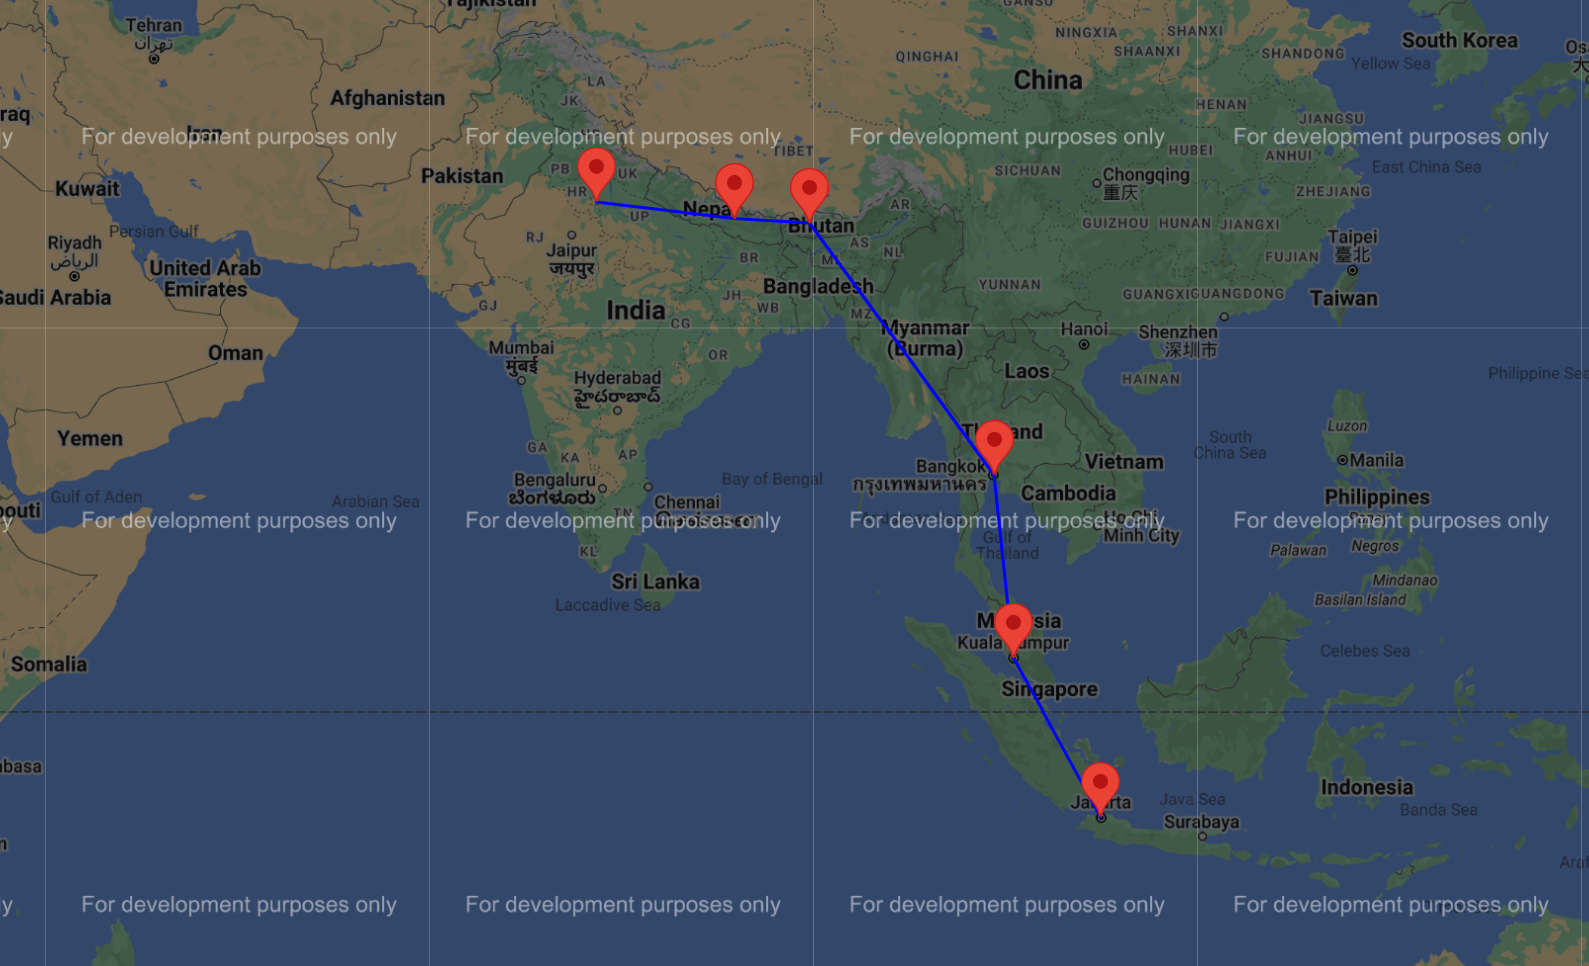 Tajikistan
GANSU
Tehran
تهران
NINGXIA
SHANXI
SHAANXI
SHANDONG
South Korea
Yellow Sea
QINGHAI
LA
China
Afghanistan
JK
HENAN
JIANGSU
For development purposes only
For development purposes only
For development purposes only
For development purposes only
Iran
TIBET
HUBEI
ANHUI
East China Sea
Pakistan
PB
UK
HR
SICHUAN
Chongqing
重庆
Kuwait
ZHEJIANG
Nepal
UP
Bhutan
AR
GUIZHOU
HUNAN
JIANGXI
Persian Gulf
Riyadh
الرياض
RJ
Jaipur
जयपुर
BR
AS
NL
Taipei
臺北
FUJIAN
United Arab
Emirates
Saudi Arabia
GJ
India
JH
WB
Bangladesh
YUNNAN
GUANGXI
GUANGDONG
Taiwan
CG
MZ
Myanmar
(Burma)
Hanoi
Shenzhen
深圳市
Oman
Mumbai
मुंबई
OR
Laos
HAINAN
Philippine Sea
Hyderabad
హైదరాబాద్
Yemen
GA
KA
AP
Thailand
Luzon
South
China Sea
Manila
Bangkok
กรุงเทพมหานคร
Vietnam
Bengaluru
ಬೆಂಗಳೂರು
Bay of Bengal
Cambodia
Philippines
Gulf of Aden
Arabian Sea
Chennai
TN
For development purposes only
For development purposes only
For development purposes only
For development purposes only
Ho Chi
Minh City
Gulf of
Thailand
KL
Palawan
Negros
Sri Lanka
Laccadive Sea
Mindanao
Basilan Island
Malaysia
Kuala Lumpur
Celebes Sea
Somalia
Singapore
Indonesia
Jakarta
Java Sea
Banda Sea
Surabaya
For development purposes only
For development purposes only
For development purposes only
For development purposes only